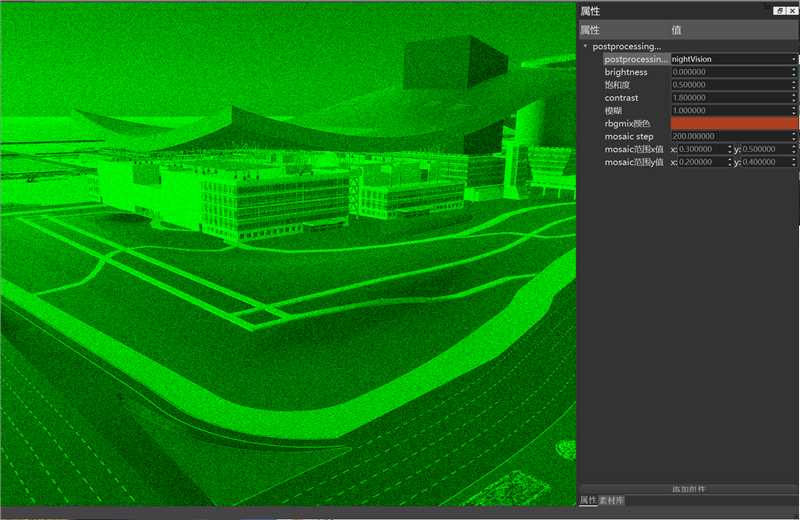 属性
属性 值
postprocessing...
postprocessin... nightVision
brightness 0.000000
饱和度 0.500000
contrast 1.800000
模糊 1.000000
rbgmix颜色
mosaic step 200.000000
mosaic范围x值 x: 0.300000 y: 0.500000
mosaic范围y值 x: 0.200000 y: 0.400000
添加组件
属性 素材库